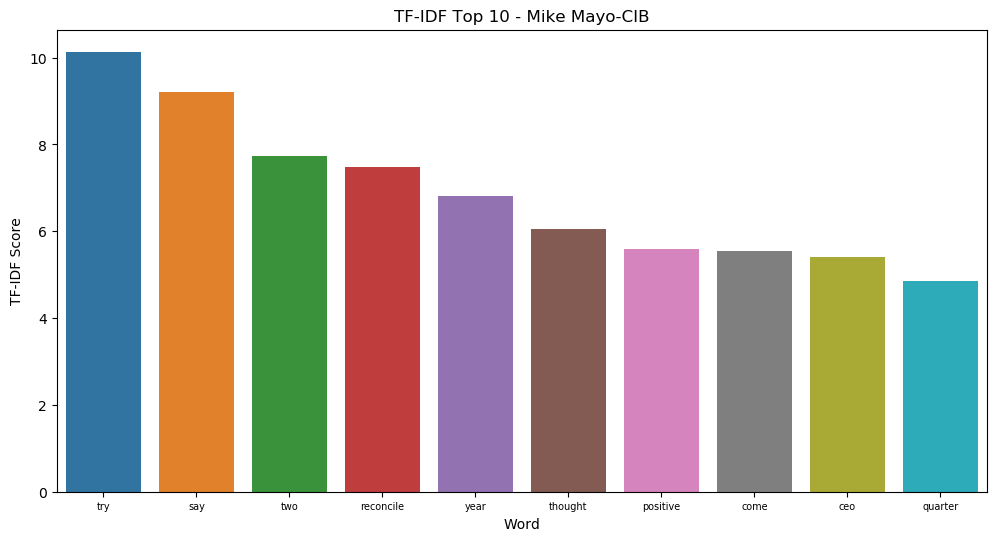 TF-IDF Top 10 - Mike Mayo-CIB
TF-IDF Score
10
8
6
4
2
0
try say two reconcile year thought positive come ceo quarter
Word